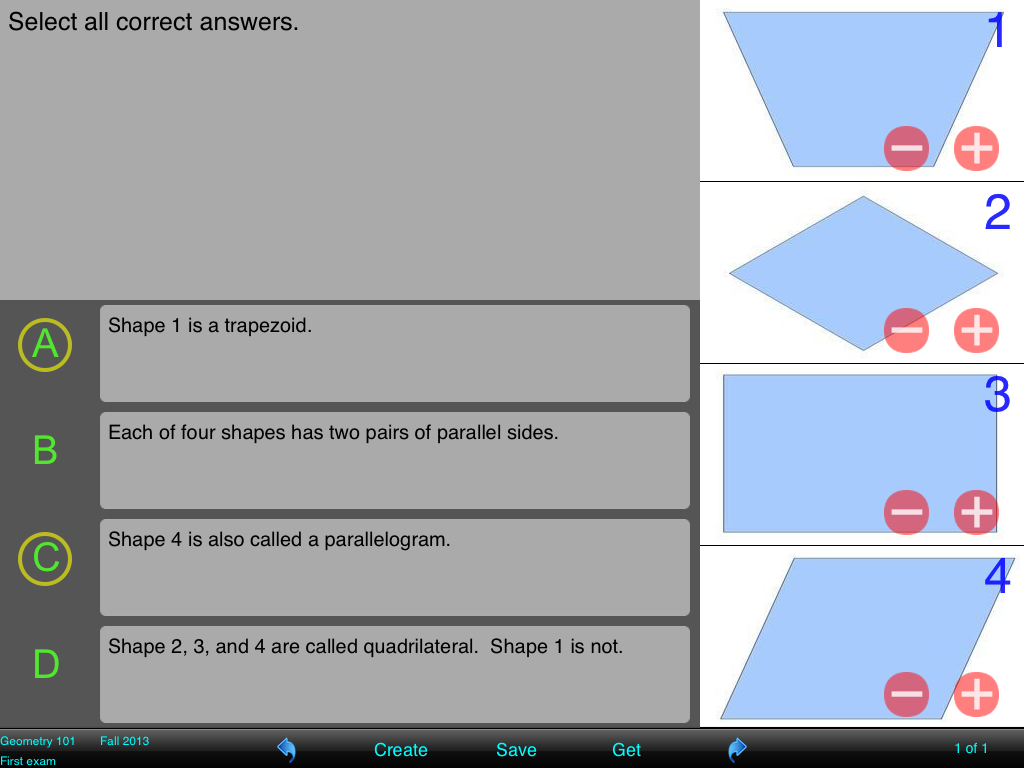 Select all correct answers.
1
2
3
4
A
Shape 1 is a trapezoid.
B
Each of four shapes has two pairs of parallel sides.
C
Shape 4 is also called a parallelogram.
D
Shape 2, 3, and 4 are called quadrilateral.  Shape 1 is not.
Geometry 101 Fall 2013
First exam
Create Save Get
1 of 1